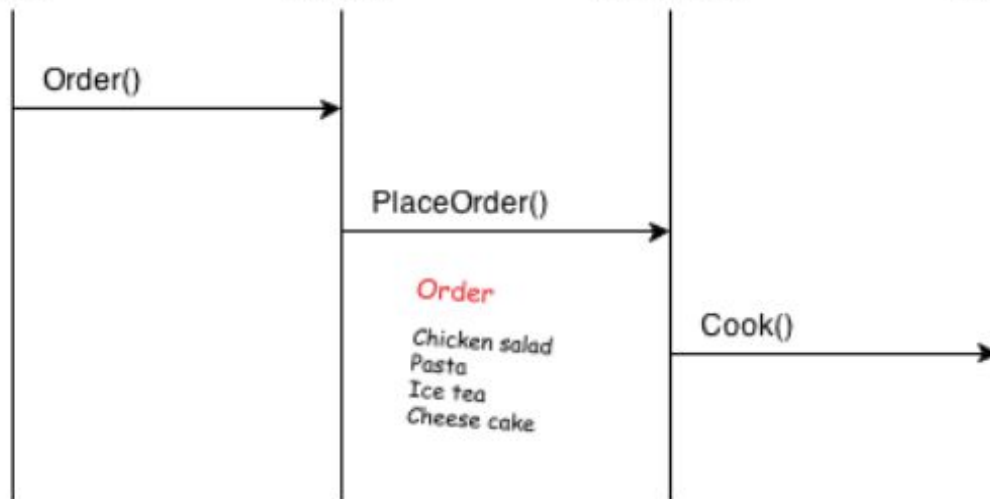 Order()
PlaceOrder()
Order
Chicken salad
Pasta
Ice tea
Cheese cake
Cook()